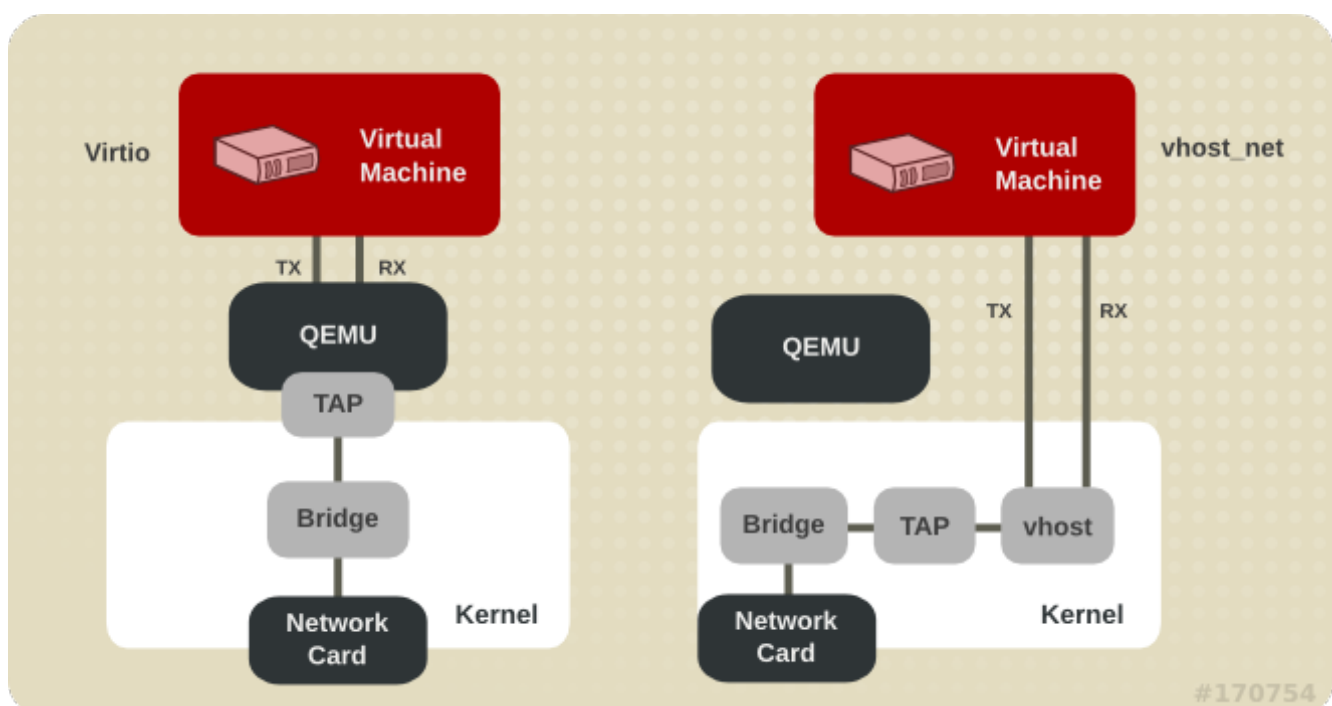 Virtio
Virtual
Machine
TX
RX
QEMU
TAP
Bridge
Network
Card
Kernel
Virtual
Machine
vhost_net
QEMU
TX
RX
Bridge
TAP
vhost
Network
Card
Kernel
#170754